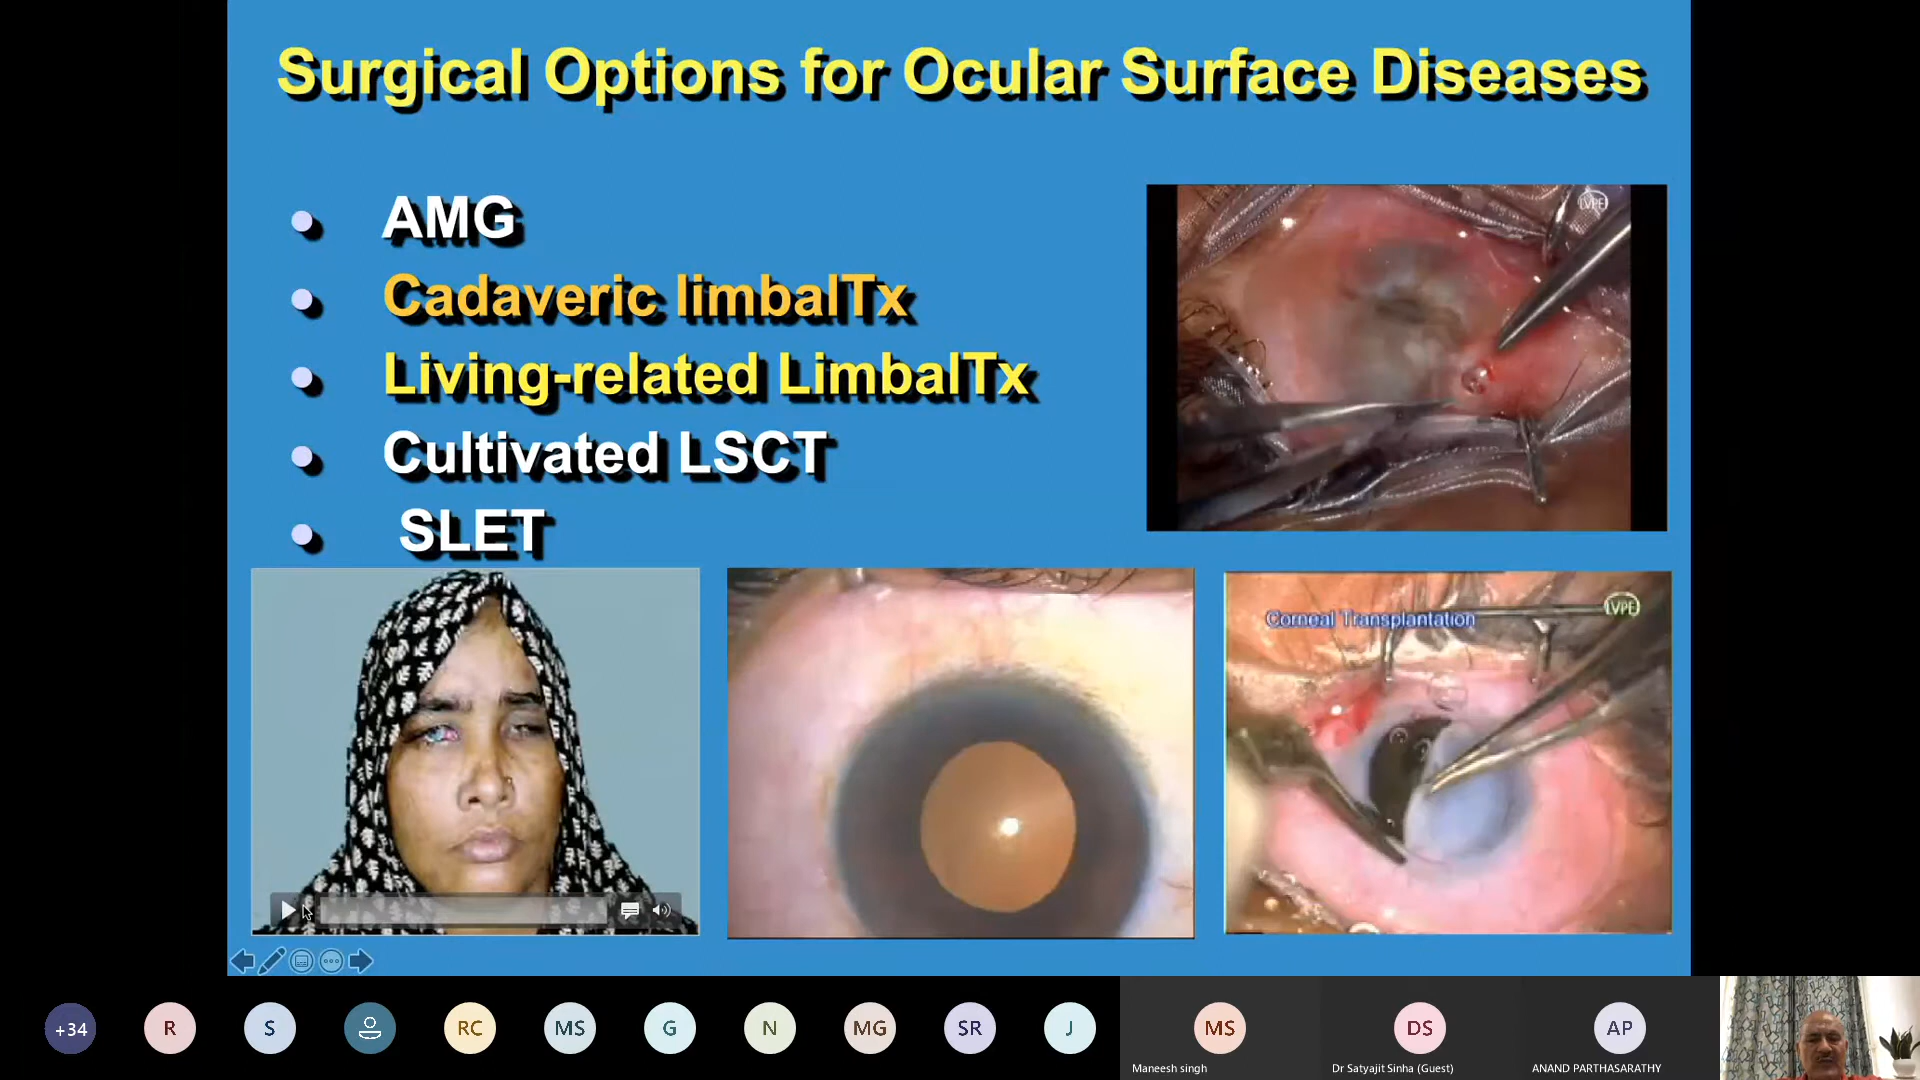 Surgical Options for Ocular Surface Diseases
AMG
Cadaveric limbalTx
Living-related LimbalTx
Cultivated LSCT
SLET
LVPEI
Corneal Transplantation
LVPEI
+34
R
S
RC
MS
G
N
MG
SR
J
MS
DS
AP
Maneesh singh
Dr Satyajit Sinha (Guest)
ANAND PARTHASARATHY